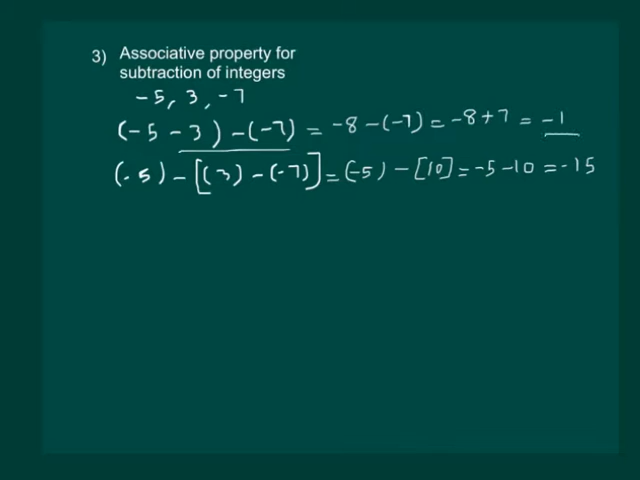 3) Associative property for
subtraction of integers
-5, 3, -7
(-5 - 3) - (-7) = -8 - (-7) = -8 + 7 = -1
(-5) - [(3) - (-7)] = (-5) - [10] = -5 - 10 = -15